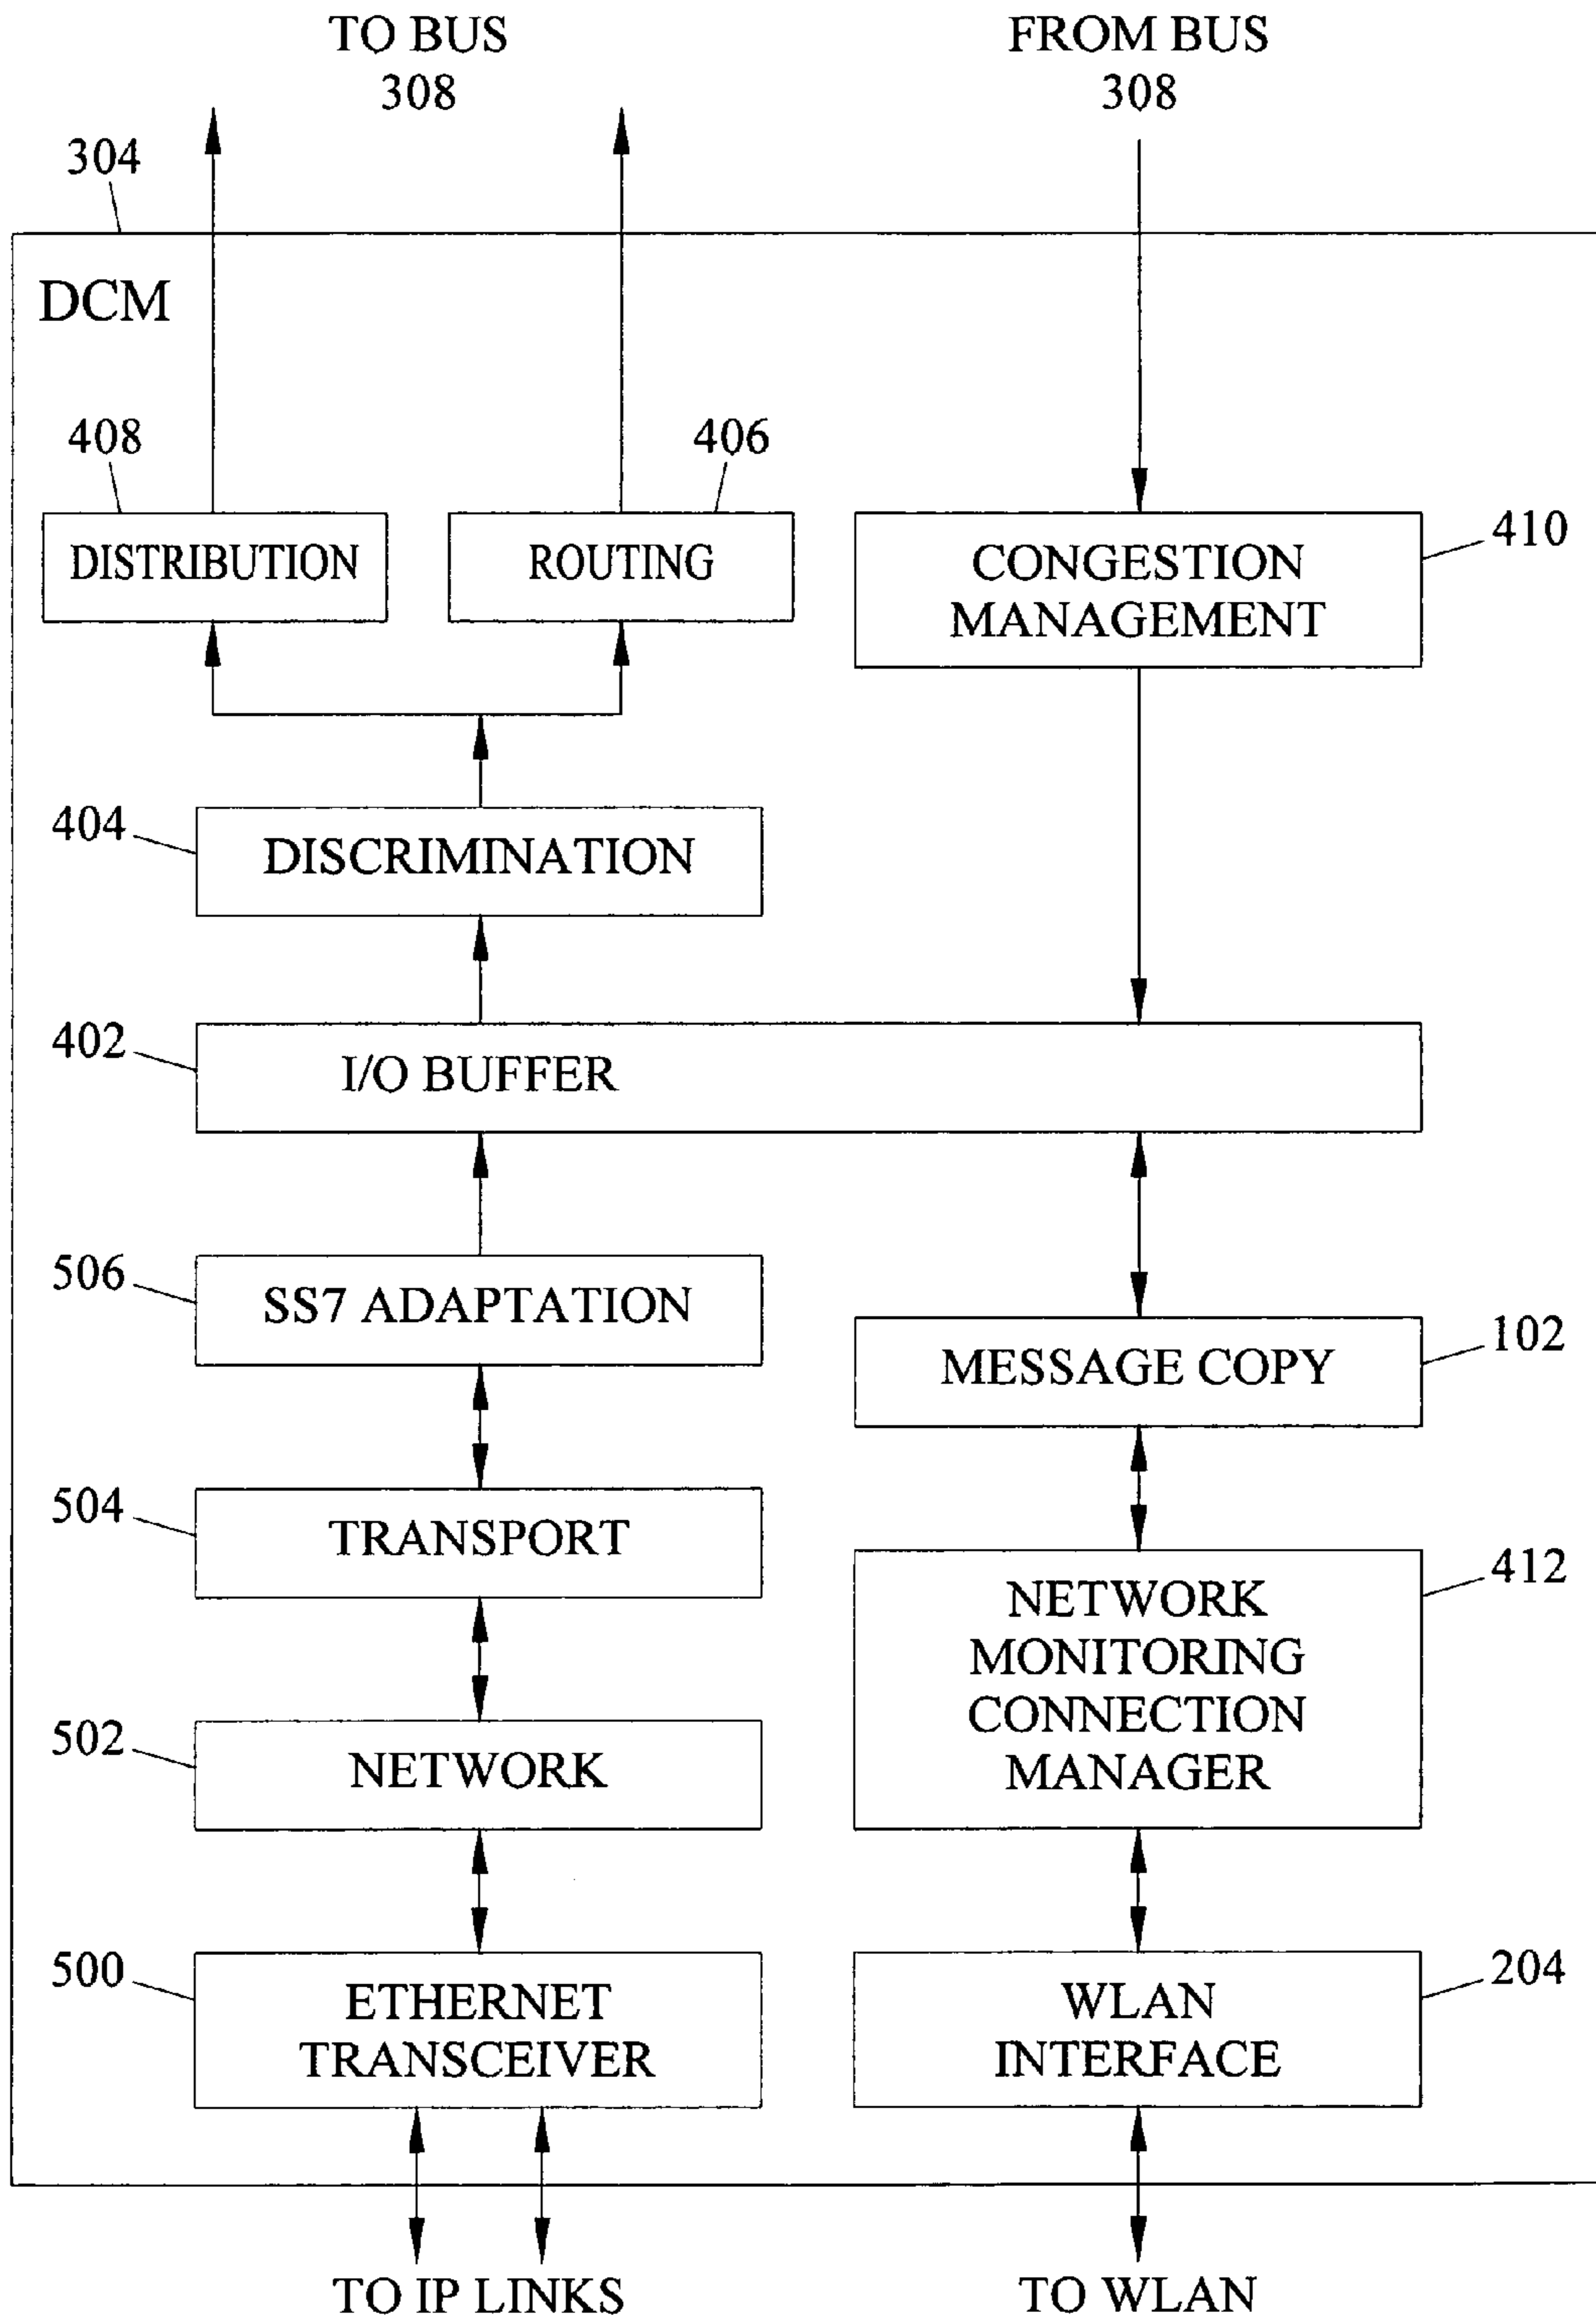 TO BUS
308
FROM BUS
308
304
DCM
408
406
DISTRIBUTION
ROUTING
410
CONGESTION
MANAGEMENT
404
DISCRIMINATION
402
I/O BUFFER
506
SS7 ADAPTATION
102
MESSAGE COPY
504
TRANSPORT
412
NETWORK
MONITORING
CONNECTION
MANAGER
502
NETWORK
500
ETHERNET
TRANSCEIVER
204
WLAN
INTERFACE
TO IP LINKS
TO WLAN